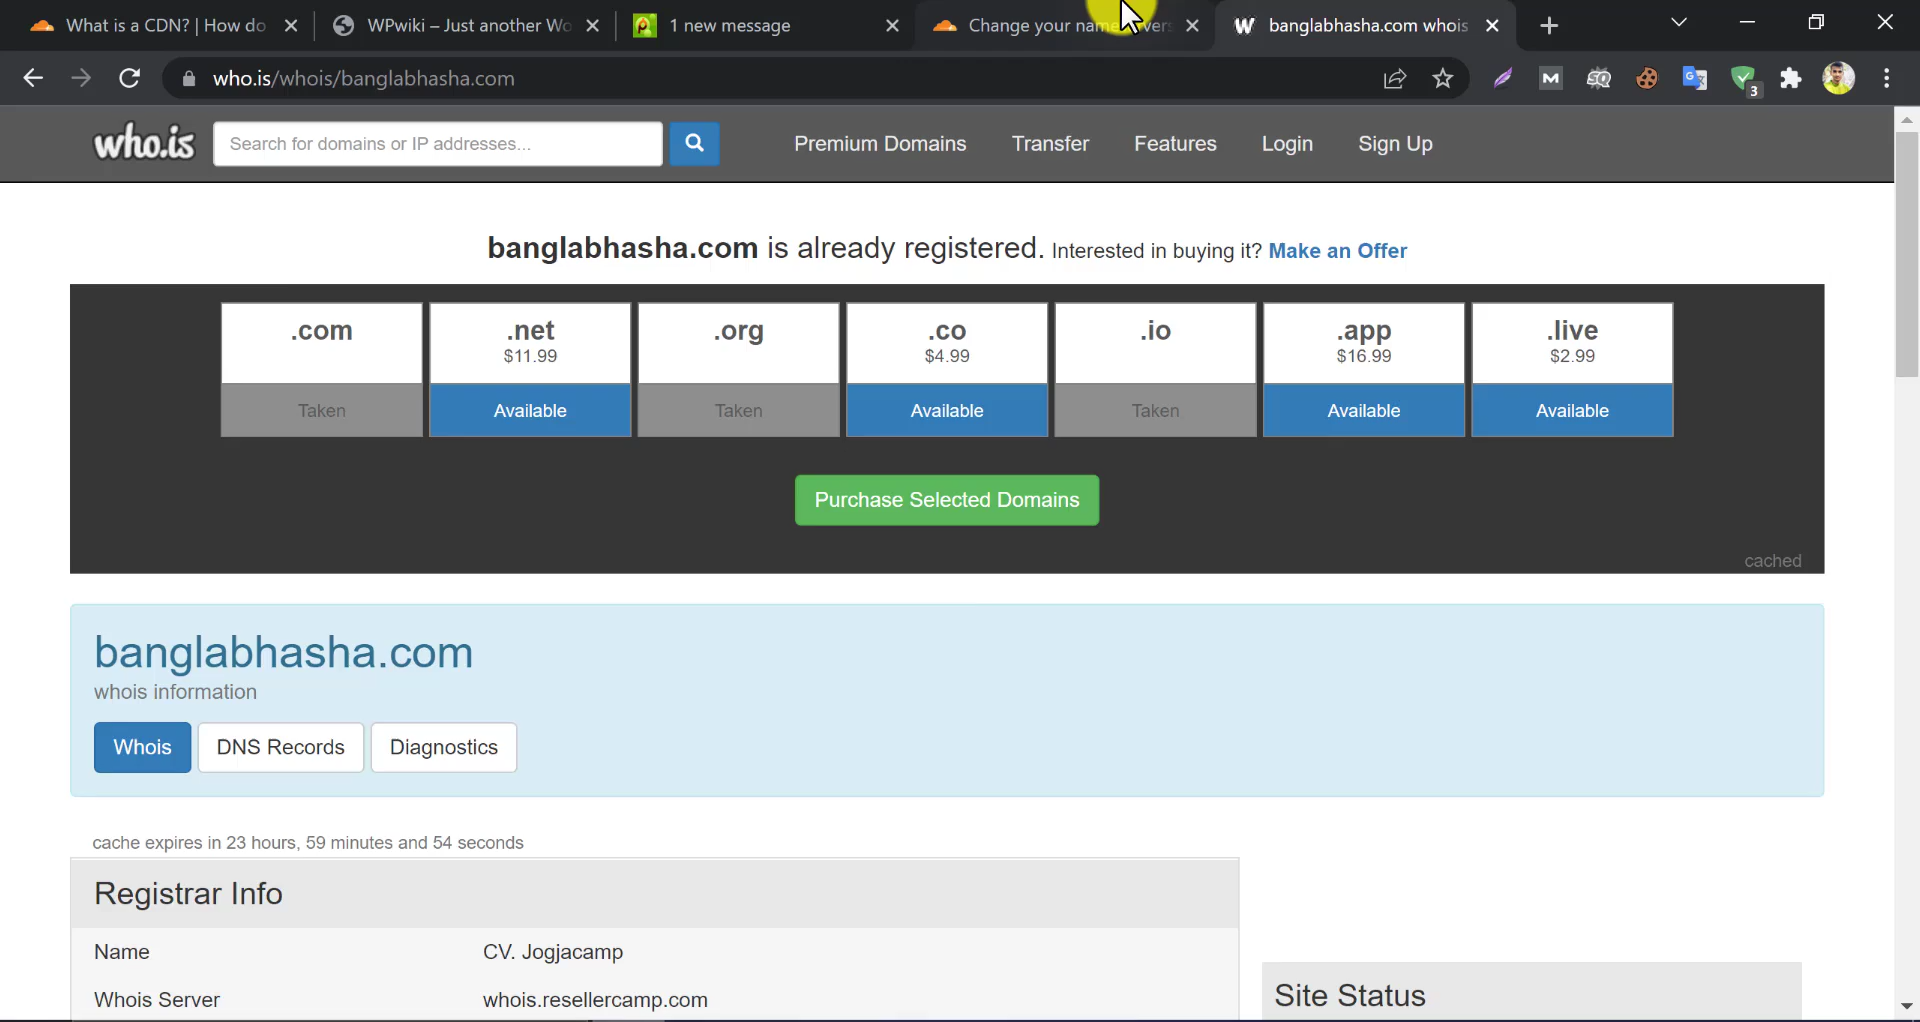 What is a CDN? | How do
WPwiki – Just another Wo
1 new message
Change your name
banglabhasha.com whois
who.is/whois/banglabhasha.com
3
who.is
Search for domains or IP addresses...
Premium Domains
Transfer
Features
Login
Sign Up
banglabhasha.com is already registered. Interested in buying it? Make an Offer
.com
.net
.org
.co
.io
.app
.live
$11.99
$4.99
$16.99
$2.99
Taken
Available
Taken
Available
Taken
Available
Available
Purchase Selected Domains
cached
banglabhasha.com
whois information
Whois
DNS Records
Diagnostics
cache expires in 23 hours, 59 minutes and 54 seconds
Registrar Info
Name
CV. Jogjacamp
Whois Server
whois.resellercamp.com
Site Status